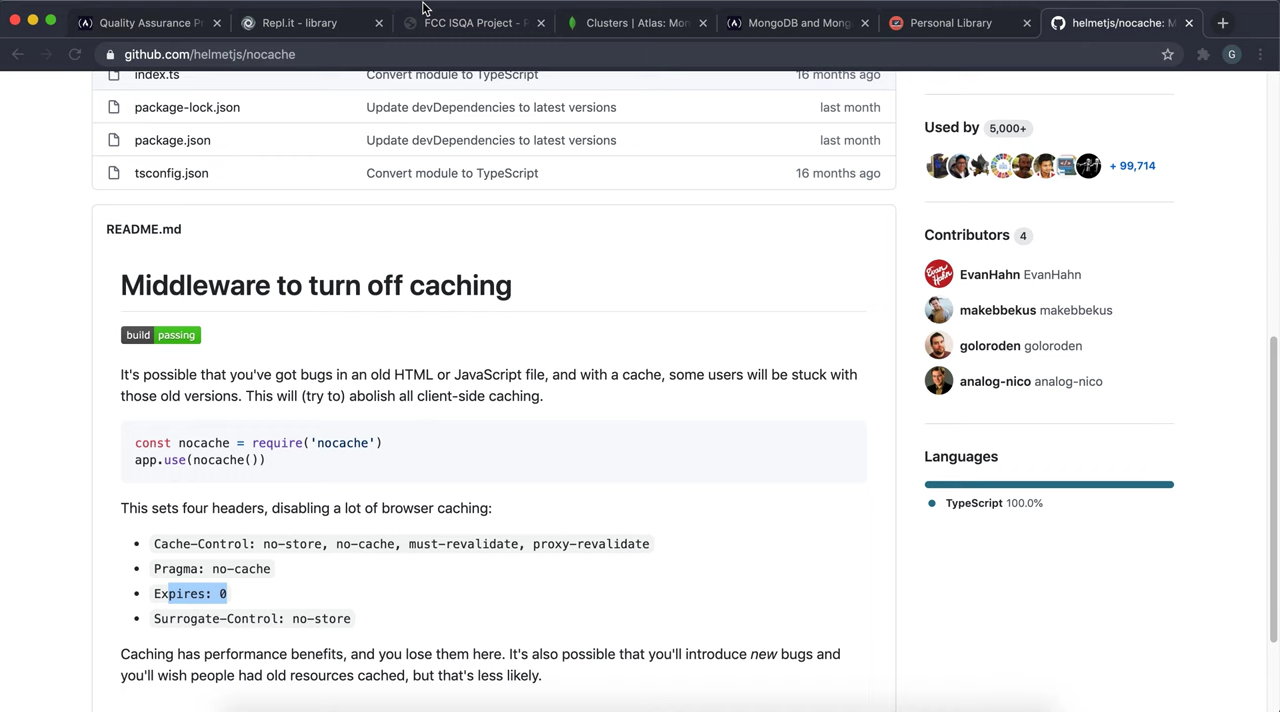 Quality Assurance Pr
Repl.it - library
FCC ISQA Project - P
Clusters | Atlas: Mon
MongoDB and Mong
Personal Library
helmetjs/nocache: M
github.com/helmetjs/nocache
G
index.ts Convert module to TypeScript 16 months ago
package-lock.json Update devDependencies to latest versions last month
package.json Update devDependencies to latest versions last month
tsconfig.json Convert module to TypeScript 16 months ago
README.md
Middleware to turn off caching
build passing
It's possible that you've got bugs in an old HTML or JavaScript file, and with a cache, some users will be stuck with
those old versions. This will (try to) abolish all client-side caching.
const nocache = require('nocache')
app.use(nocache())
This sets four headers, disabling a lot of browser caching:
Cache-Control: no-store, no-cache, must-revalidate, proxy-revalidate
Pragma: no-cache
Expires: 0
Surrogate-Control: no-store
Caching has performance benefits, and you lose them here. It's also possible that you'll introduce new bugs and
you'll wish people had old resources cached, but that's less likely.
Used by 5,000+
+ 99,714
Contributors 4
EvanHahn EvanHahn
makebbekus makebbekus
goloroden goloroden
analog-nico analog-nico
Languages
TypeScript 100.0%